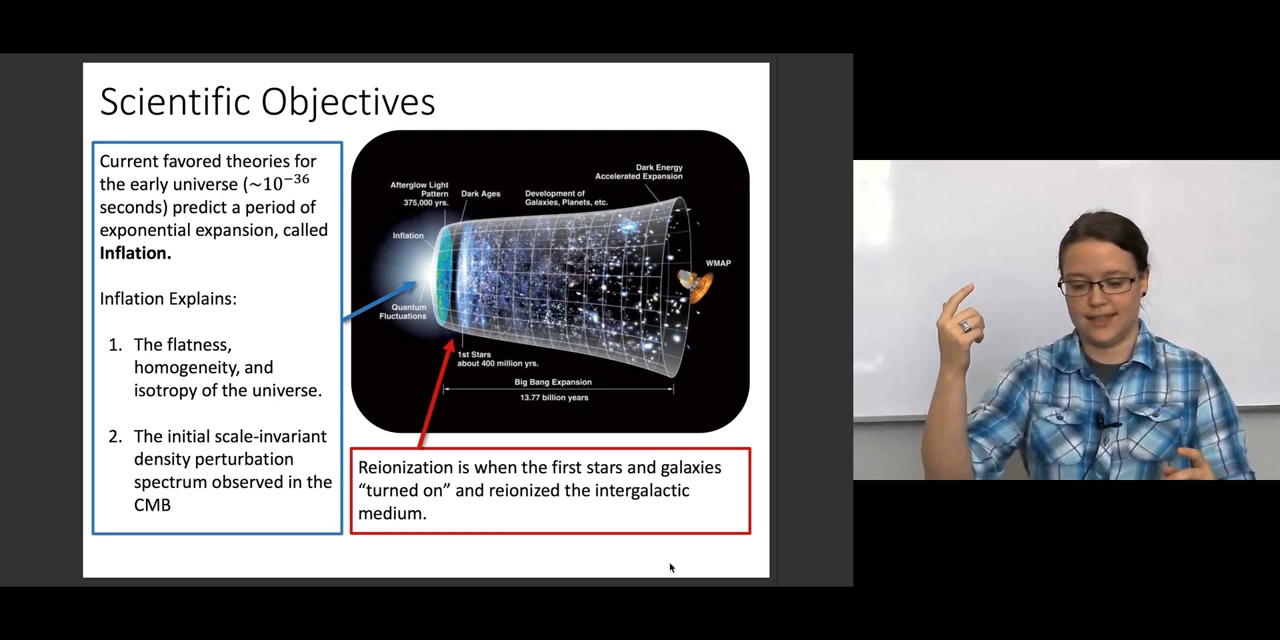 Scientific Objectives
Current favored theories for
the early universe (~10⁻³⁶
seconds) predict a period of
exponential expansion, called
Inflation.
Inflation Explains:
1. The flatness,
homogeneity, and
isotropy of the universe.
2. The initial scale-invariant
density perturbation
spectrum observed in the
CMB
Dark Energy
Accelerated Expansion
Afterglow Light
Pattern
375,000 yrs.
Dark Ages
Development of
Galaxies, Planets, etc.
Inflation
WMAP
Quantum
Fluctuations
1st Stars
about 400 million yrs.
Big Bang Expansion
13.77 billion years
Reionization is when the first stars and galaxies
“turned on” and reionized the intergalactic
medium.